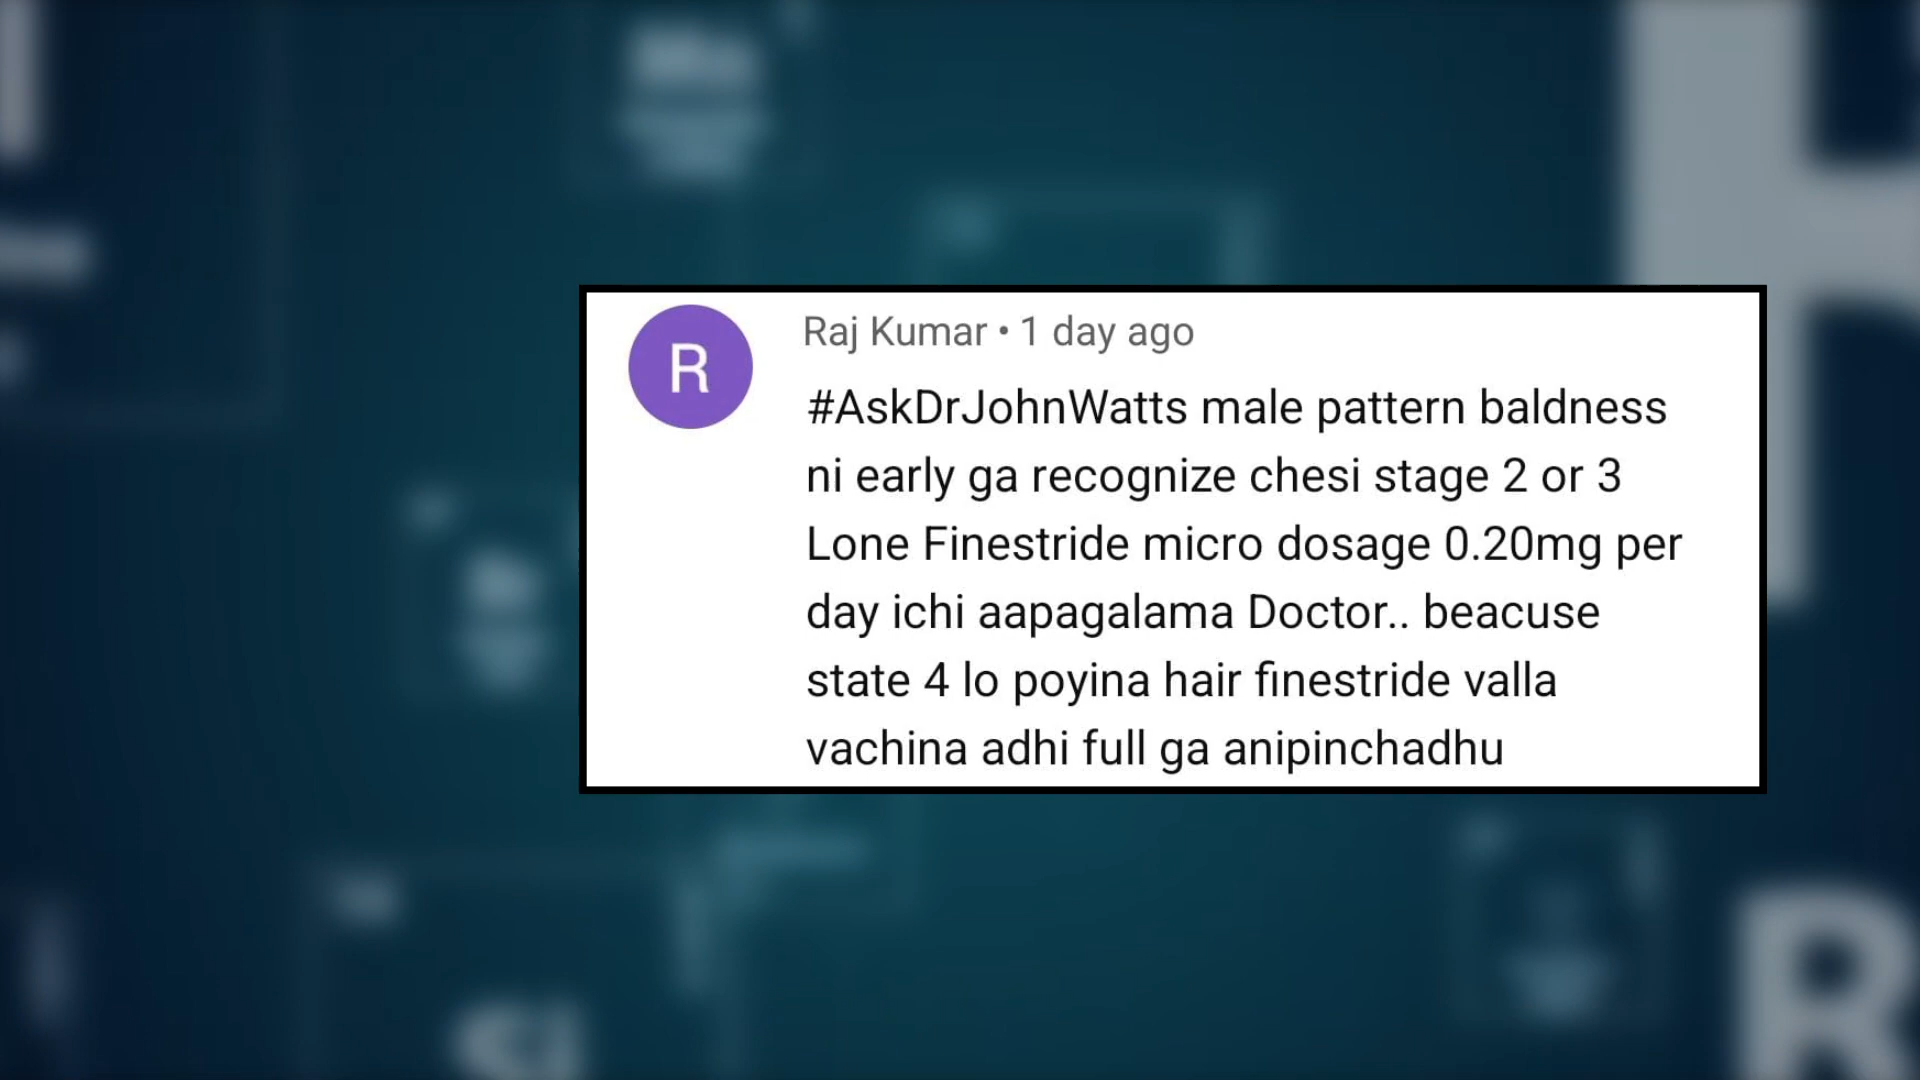 R
Raj Kumar • 1 day ago
#AskDrJohnWatts male pattern baldness
ni early ga recognize chesi stage 2 or 3
Lone Finestride micro dosage 0.20mg per
day ichi aapagalama Doctor.. beacuse
state 4 lo poyina hair finestride valla
vachina adhi full ga anipinchadhu
R